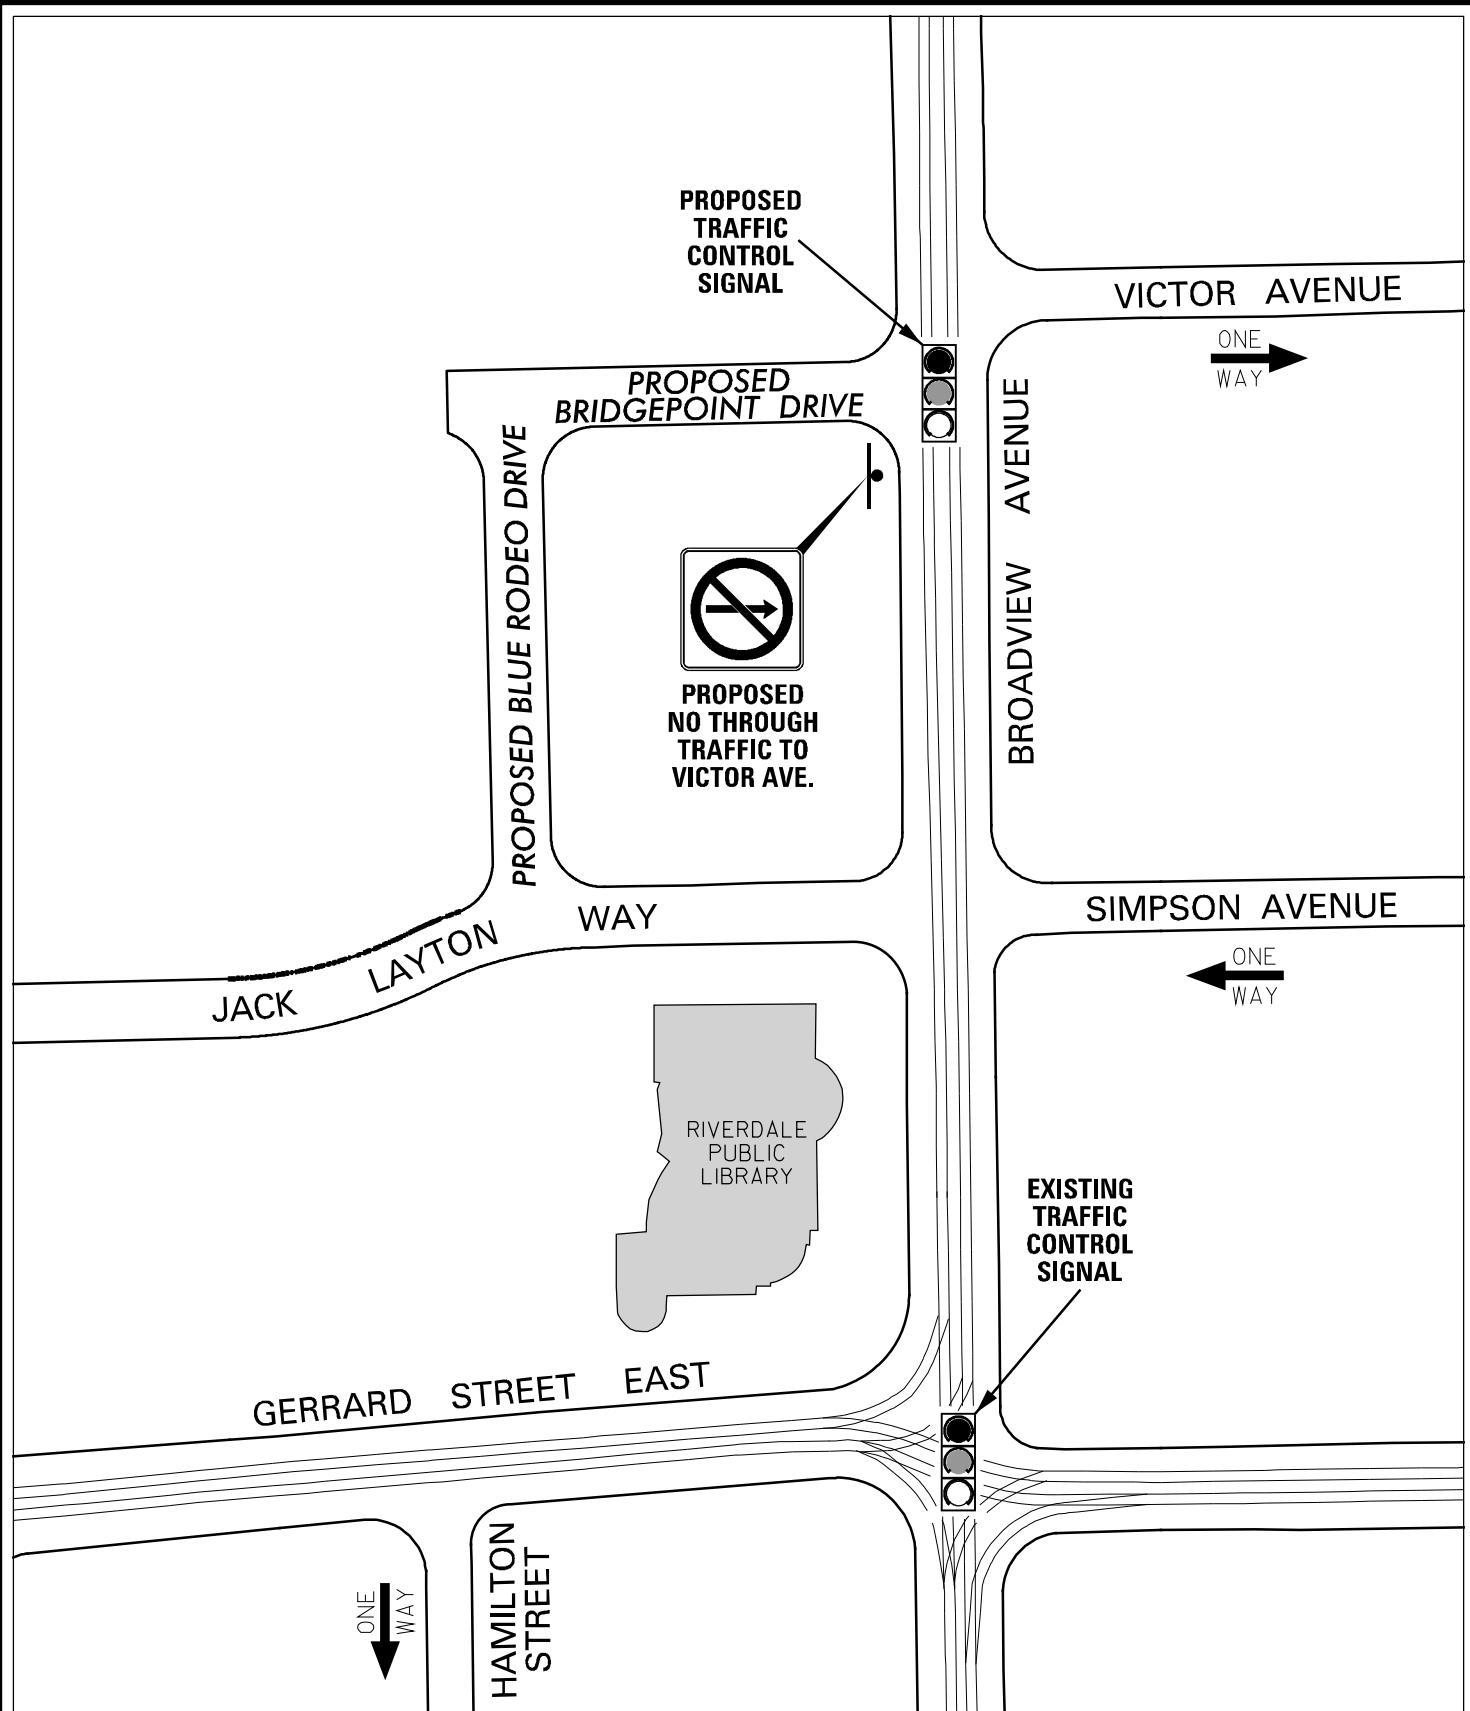 PROPOSED
TRAFFIC
CONTROL
SIGNAL
VICTOR AVENUE
ONE
WAY
PROPOSED
BRIDGEPOINT DRIVE
PROPOSED BLUE RODEO DRIVE
BROADVIEW AVENUE
PROPOSED
NO THROUGH
TRAFFIC TO
VICTOR AVE.
SIMPSON AVENUE
ONE
WAY
JACK LAYTON WAY
RIVERDALE
PUBLIC
LIBRARY
EXISTING
TRAFFIC
CONTROL
SIGNAL
GERRARD STREET EAST
HAMILTON
STREET
ONE
WAY